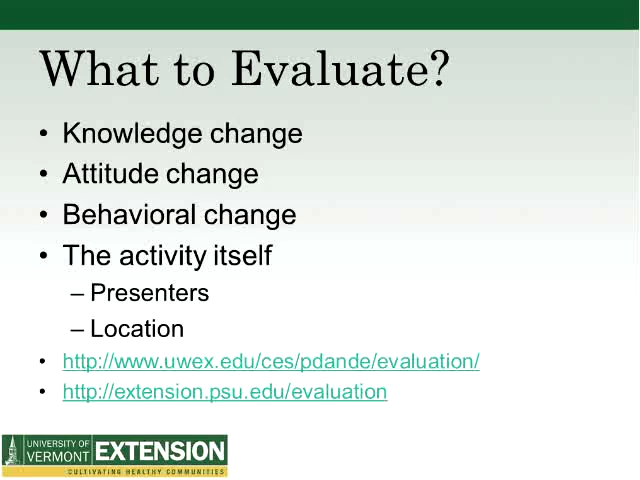 What to Evaluate?
• Knowledge change
• Attitude change
• Behavioral change
• The activity itself
– Presenters
– Location
• http://www.uwex.edu/ces/pdande/evaluation/
• http://extension.psu.edu/evaluation
UNIVERSITY OF
VERMONT EXTENSION
CULTIVATING HEALTHY COMMUNITIES